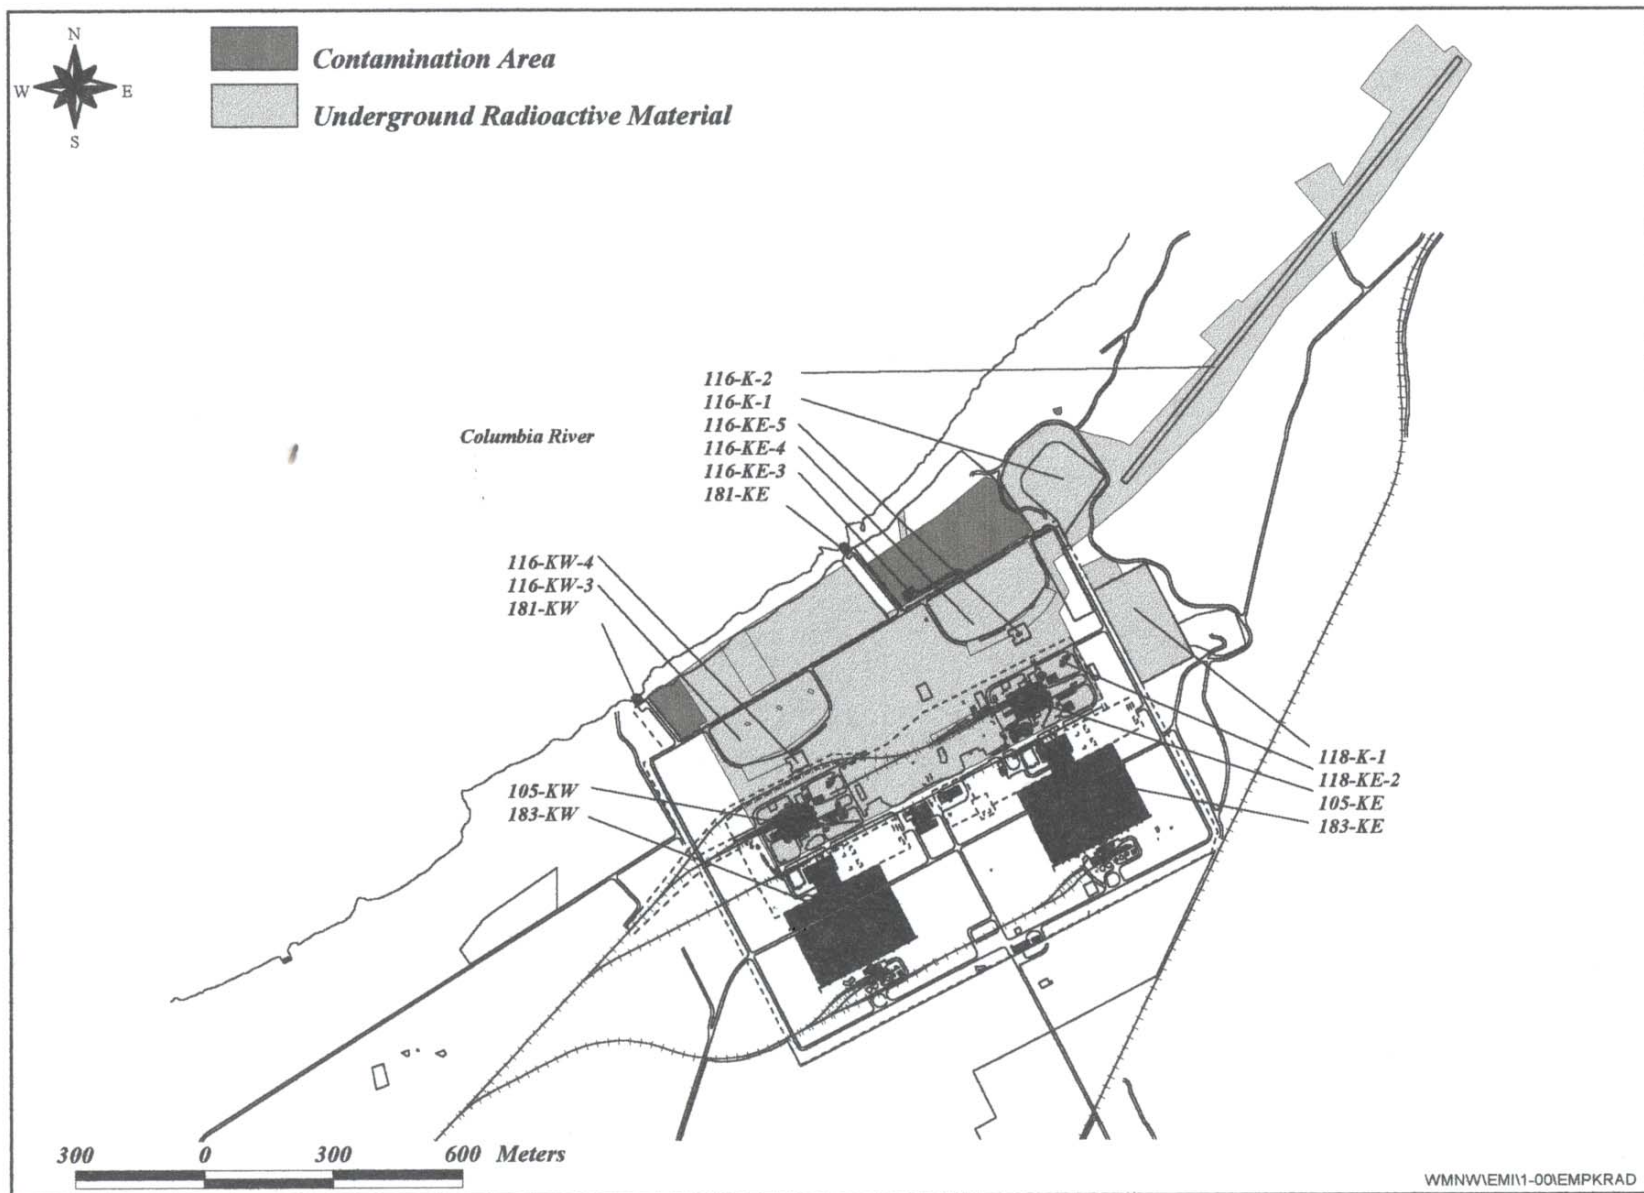 N
W E
S
Contamination Area
Underground Radioactive Material
116-K-2
116-K-1
116-KE-5
116-KE-4
116-KE-3
181-KE
Columbia River
116-KW-4
116-KW-3
181-KW
105-KW
183-KW
118-K-1
118-KE-2
105-KE
183-KE
300 0 300 600 Meters
WMNW\EMI\1-00\EMPKRAD